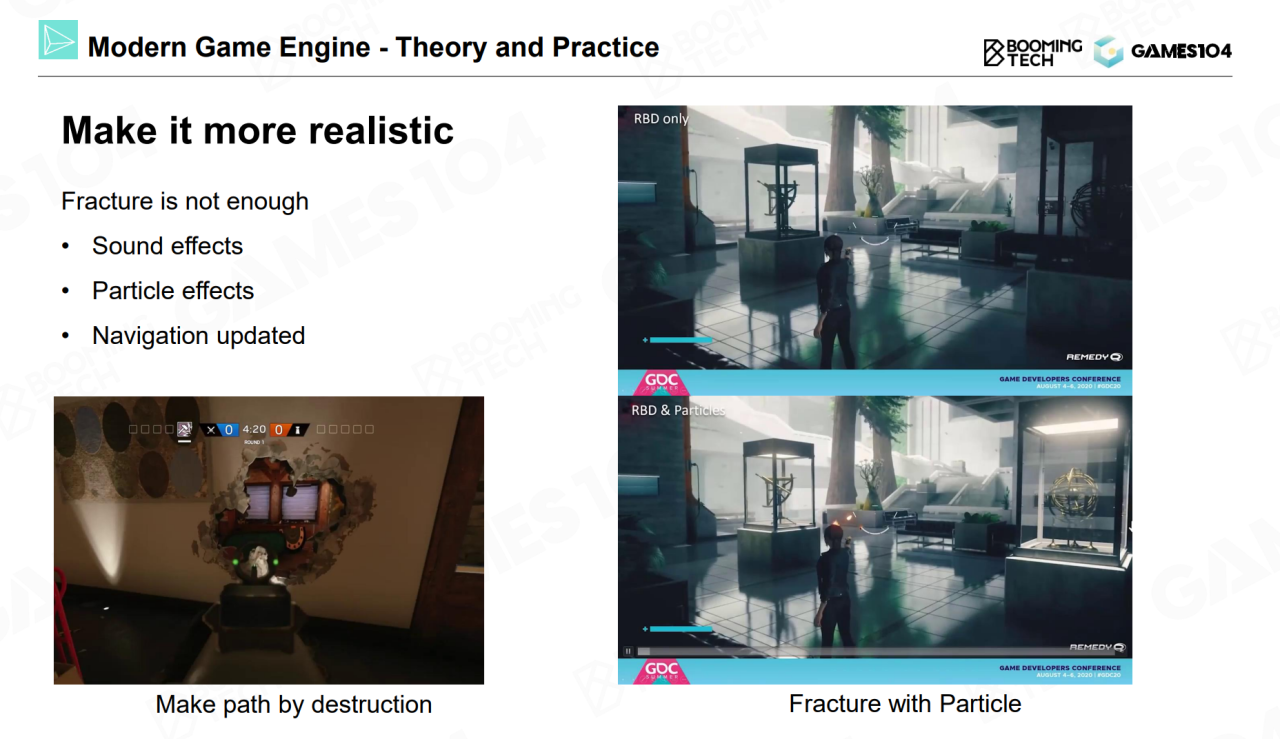 Modern Game Engine - Theory and Practice
BOOMING
TECH
GAMES104
Make it more realistic
Fracture is not enough
• Sound effects
• Particle effects
• Navigation updated
0 4:20 0
ROUND 1
Make path by destruction
RBD only
REMEDY
GDC
SUMMER
GAME DEVELOPERS CONFERENCE
AUGUST 4-6, 2020 | #GDC20
RBD & Particles
REMEDY
GDC
SUMMER
GAME DEVELOPERS CONFERENCE
AUGUST 4-6, 2020 | #GDC20
Fracture with Particle